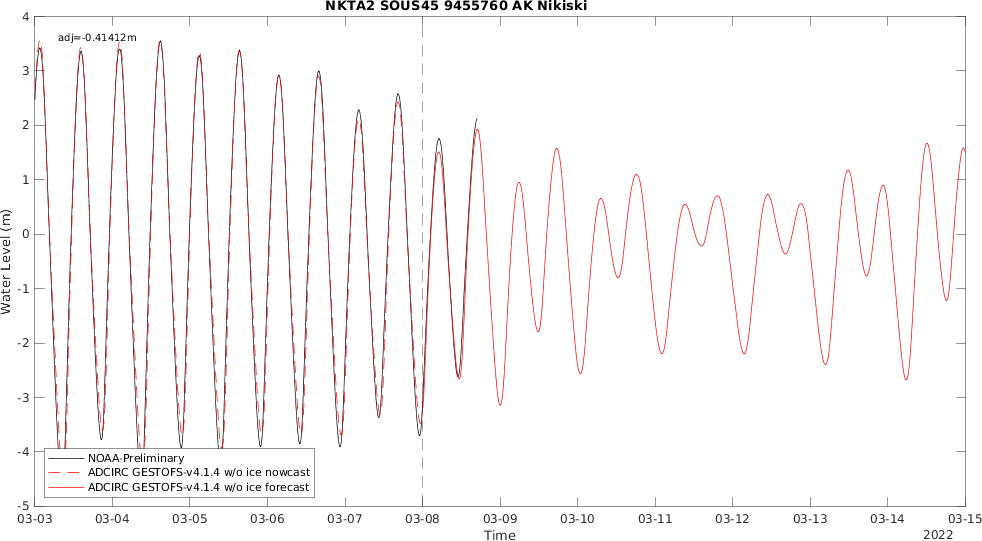 NKTA2 SOUS45 9455760 AK Nikiski
adj=-0.41412m
4
3
2
1
0
-1
-2
-3
-4
-5
Water Level (m)
NOAA-Preliminary
ADCIRC GESTOFS-v4.1.4 w/o ice nowcast
ADCIRC GESTOFS-v4.1.4 w/o ice forecast
03-03 03-04 03-05 03-06 03-07 03-08 03-09 03-10 03-11 03-12 03-13 03-14 03-15
Time
2022